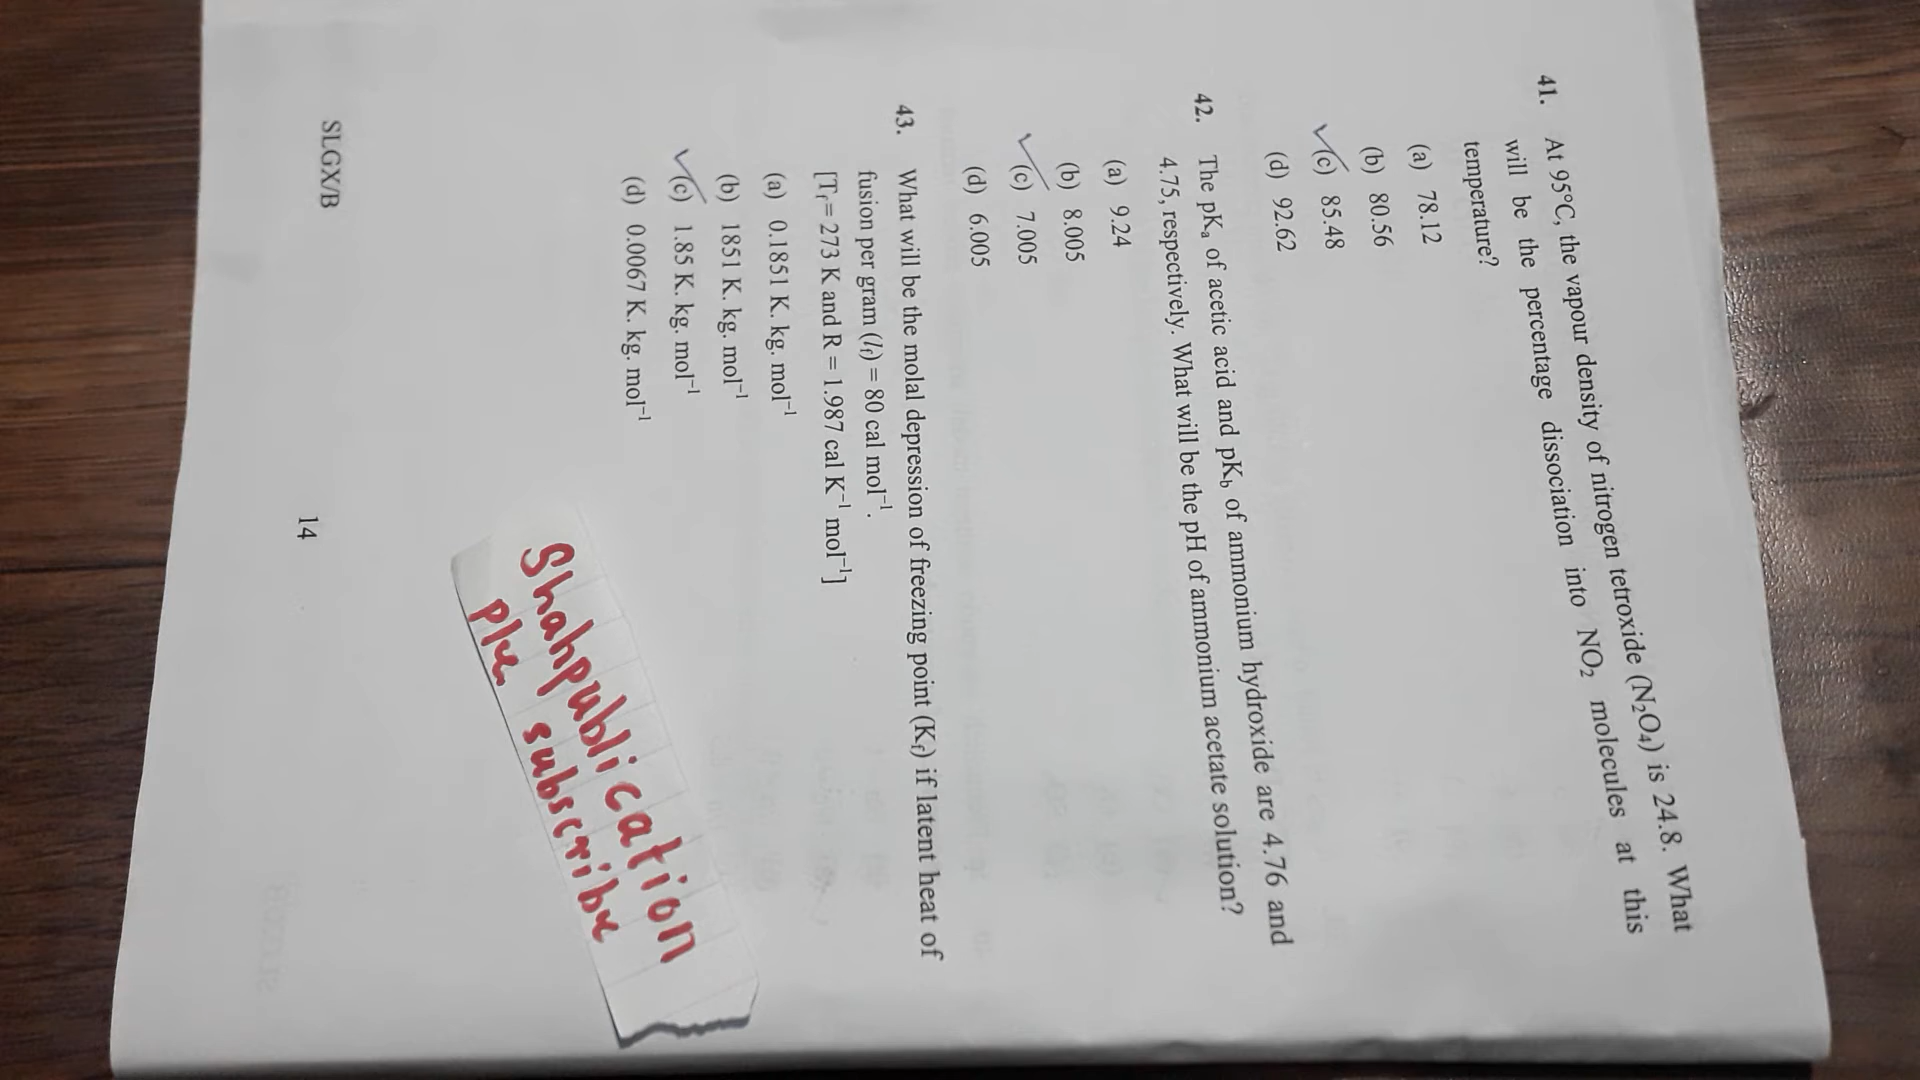 41. At 95°C, the vapour density of nitrogen tetroxide (N₂O₄) is 24.8. What
will be the percentage dissociation into NO₂ molecules at this
temperature?
(a) 78.12
(b) 80.56
(c) 85.48
(d) 92.62
42. The pKₐ of acetic acid and pK_b of ammonium hydroxide are 4.76 and
4.75, respectively. What will be the pH of ammonium acetate solution?
(a) 9.24
(b) 8.005
(c) 7.005
(d) 6.005
43. What will be the molal depression of freezing point (K_f) if latent heat of
fusion per gram (l_f) = 80 cal mol⁻¹.
[T_f = 273 K and R = 1.987 cal K⁻¹ mol⁻¹]
(a) 0.1851 K. kg. mol⁻¹
(b) 1851 K. kg. mol⁻¹
(c) 1.85 K. kg. mol⁻¹
(d) 0.0067 K. kg. mol⁻¹
Shahpublication
Ple subscribe
SLGX/B
14